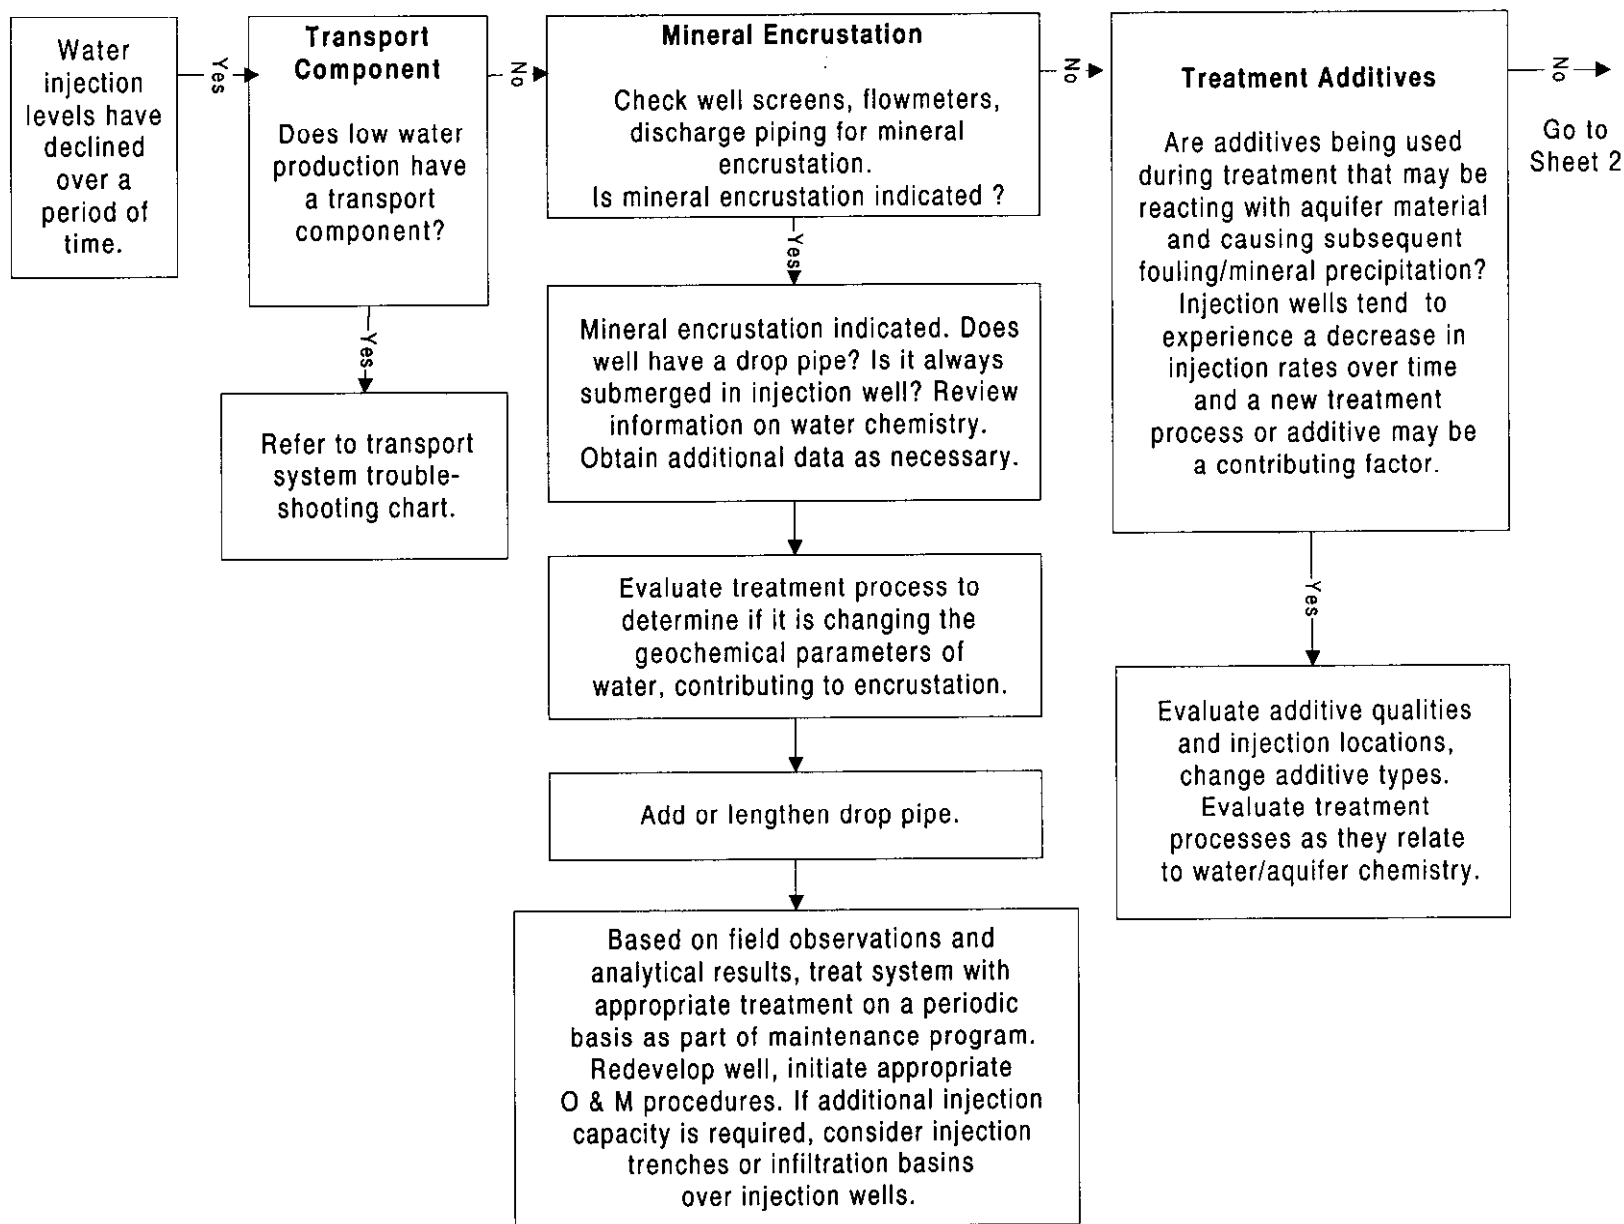 Water
injection
levels have
declined
over a
period of
time.
Yes
Transport
Component
Does low water
production have
a transport
component?
No
Yes
Refer to transport
system trouble-
shooting chart.
Mineral Encrustation
Check well screens, flowmeters,
discharge piping for mineral
encrustation.
Is mineral encrustation indicated ?
No
Yes
Mineral encrustation indicated. Does
well have a drop pipe? Is it always
submerged in injection well? Review
information on water chemistry.
Obtain additional data as necessary.
Evaluate treatment process to
determine if it is changing the
geochemical parameters of
water, contributing to encrustation.
Add or lengthen drop pipe.
Based on field observations and
analytical results, treat system with
appropriate treatment on a periodic
basis as part of maintenance program.
Redevelop well, initiate appropriate
O & M procedures. If additional injection
capacity is required, consider injection
trenches or infiltration basins
over injection wells.
Treatment Additives
Are additives being used
during treatment that may be
reacting with aquifer material
and causing subsequent
fouling/mineral precipitation?
Injection wells tend to
experience a decrease in
injection rates over time
and a new treatment
process or additive may be
a contributing factor.
No
Go to
Sheet 2
Yes
Evaluate additive qualities
and injection locations,
change additive types.
Evaluate treatment
processes as they relate
to water/aquifer chemistry.